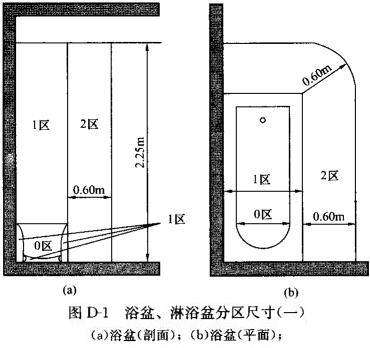 1区
2区
2.25m
0.60m
0区
1区
(a)
0.60m
1区
2区
0区
0.60m
(b)
图 D-1 浴盆、淋浴盆分区尺寸(一)
(a)浴盆(剖面)；(b)浴盆(平面)；